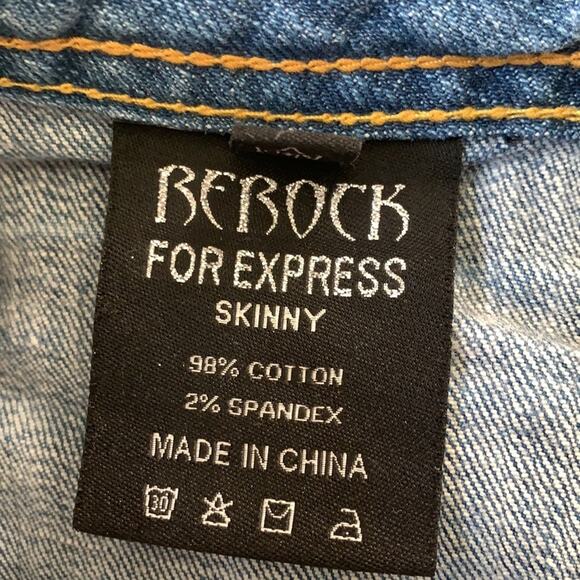 REROCK
FOR EXPRESS
SKINNY
98% COTTON
2% SPANDEX
MADE IN CHINA
30